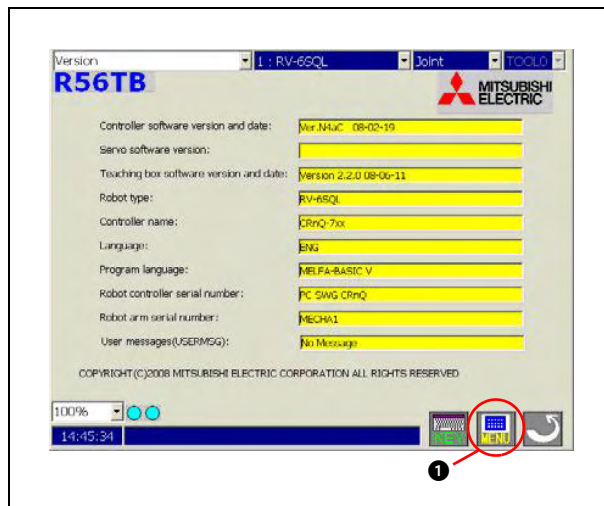 Version 1 : RV-6SQL Joint TOOL0
R56TB
MITSUBISHI
ELECTRIC
Controller software version and date: Ver.N4aC 08-02-19
Servo software version:
Teaching box software version and date: Version 2.2.0 08-06-11
Robot type: RV-6SQL
Controller name: CRnQ-7xx
Language: ENG
Program language: MELFA-BASIC V
Robot controller serial number: PC SWG CRnQ
Robot arm serial number: MECHA1
User messages(USERMSG): No Message
COPYRIGHT(C)2008 MITSUBISHI ELECTRIC CORPORATION ALL RIGHTS RESERVED
100%
14:45:34 KEY MENU
1